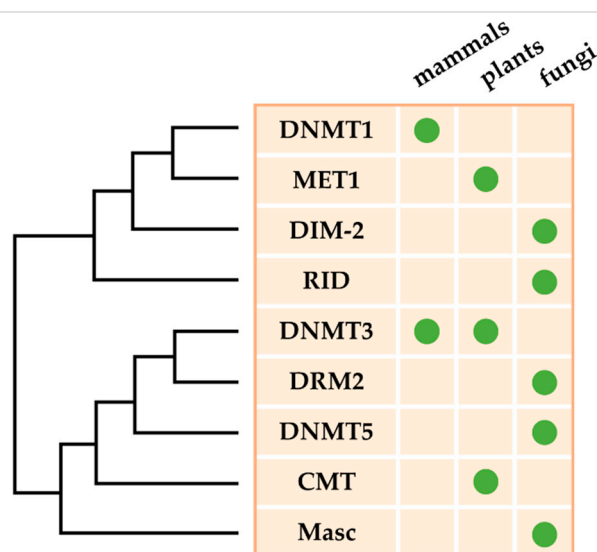 mammals plants fungi
DNMT1
MET1
DIM-2
RID
DNMT3
DRM2
DNMT5
CMT
Masc